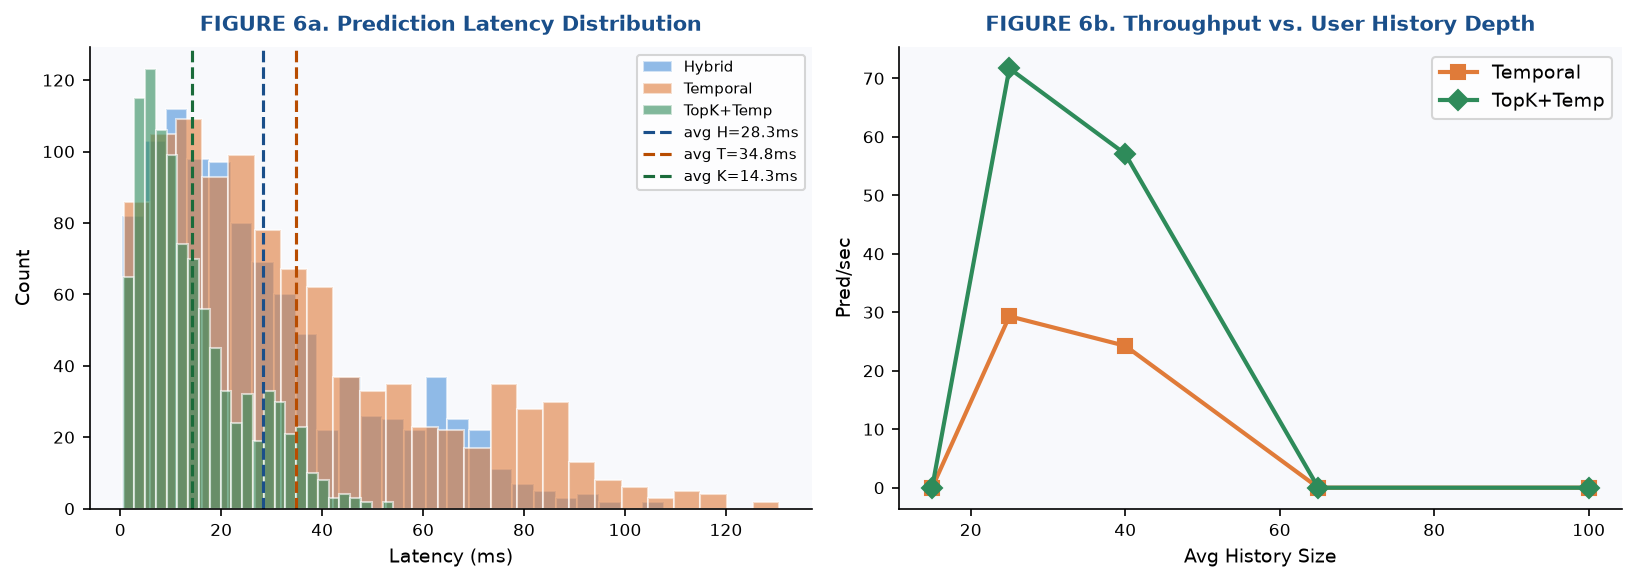 FIGURE 6a. Prediction Latency Distribution
120
100
80
60
40
20
0
Count
0 20 40 60 80 100 120
Latency (ms)
Hybrid
Temporal
TopK+Temp
avg H=28.3ms
avg T=34.8ms
avg K=14.3ms
FIGURE 6b. Throughput vs. User History Depth
70
60
50
40
30
20
10
0
Pred/sec
20 40 60 80 100
Avg History Size
Temporal
TopK+Temp